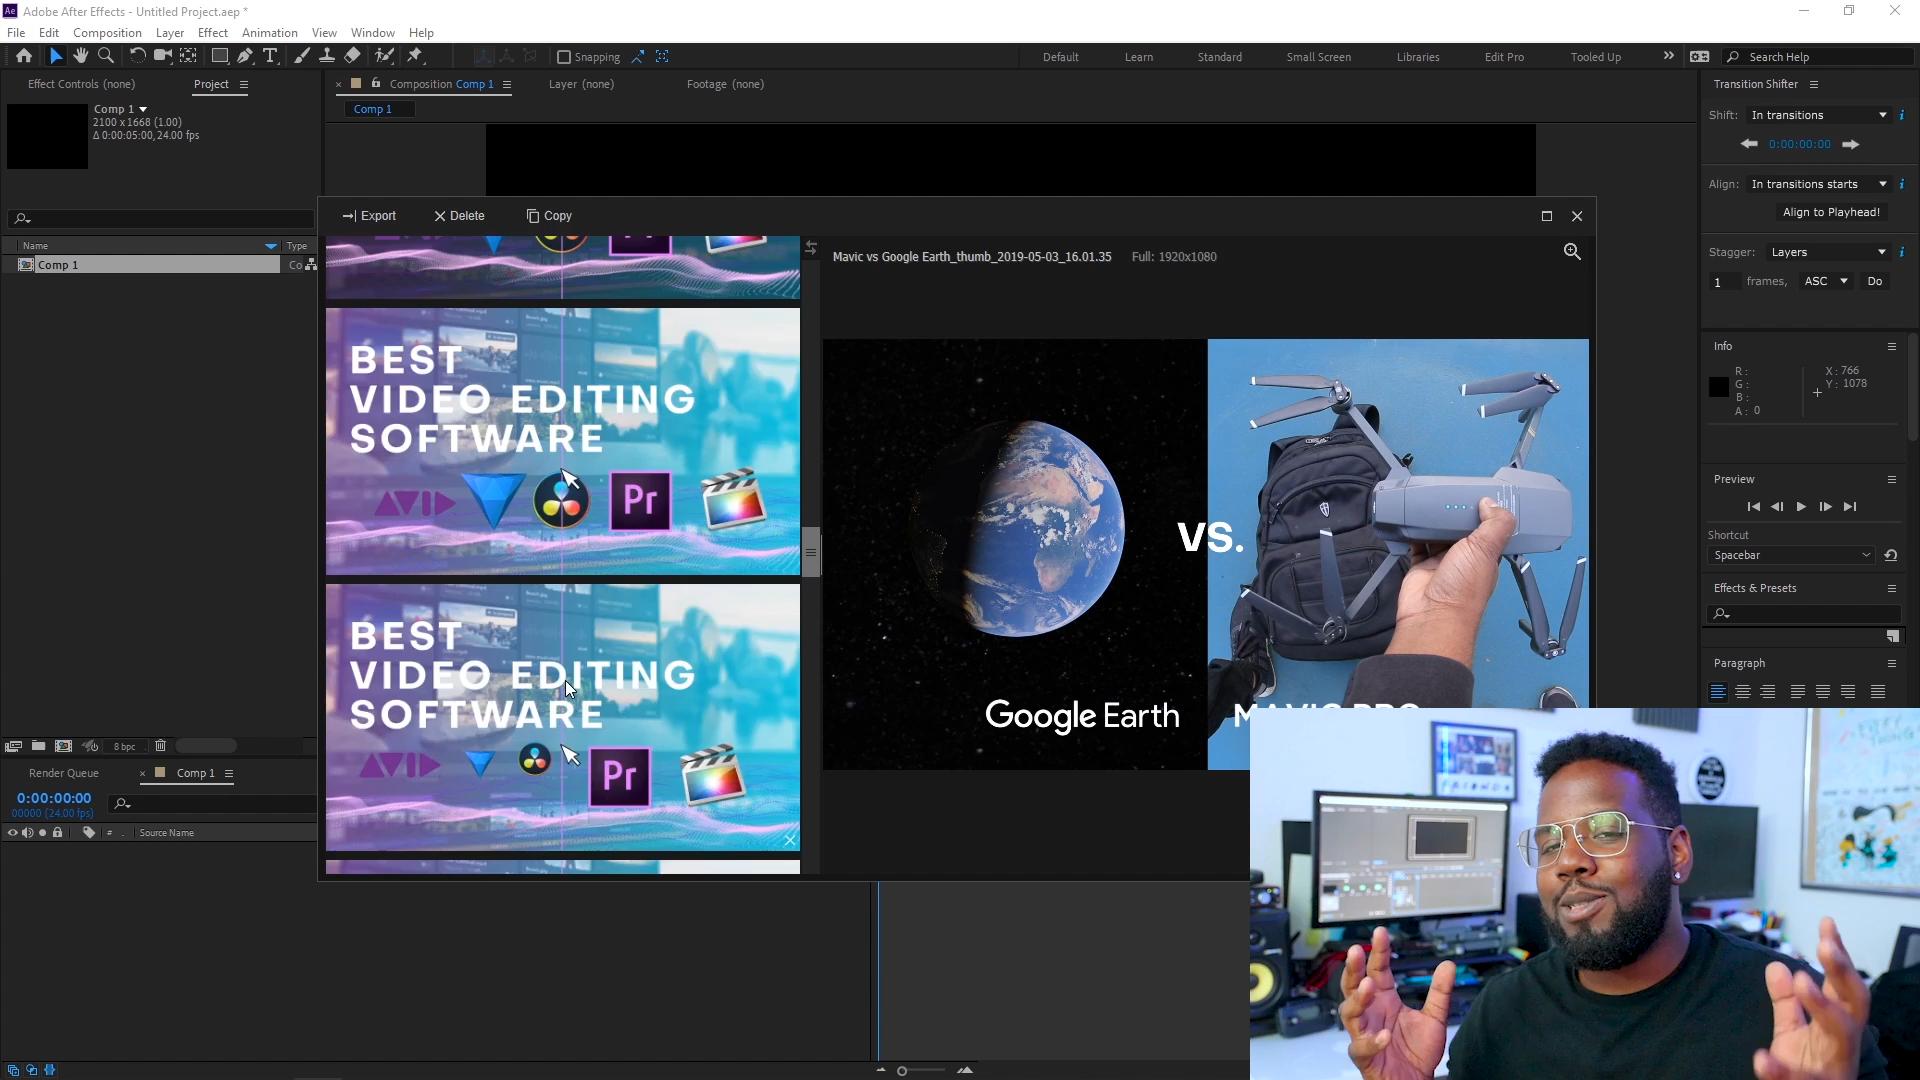 Ae Adobe After Effects - Untitled Project.aep *
File Edit Composition Layer Effect Animation View Window Help
Snapping
Default Learn Standard Small Screen Libraries Edit Pro Tooled Up
Search Help
Effect Controls (none) Project
Composition Comp 1 Layer (none) Footage (none)
Comp 1
Comp 1
2100 x 1668 (1.00)
Δ 0:00:05:00, 24.00 fps
Name Type
Comp 1 Co
8 bpc
Render Queue Comp 1
0:00:00:00
00000 (24.00 fps)
# . Source Name
Export Delete Copy
BEST
VIDEO EDITING
SOFTWARE
AVID
Pr
BEST
VIDEO EDITING
SOFTWARE
AVID
Pr
Mavic vs Google Earth_thumb_2019-05-03_16.01.35 Full: 1920x1080
VS.
Google Earth
MAVIC PRO
Transition Shifter
Shift: In transitions
0:00:00:00
Align: In transitions starts
Align to Playhead!
Stagger: Layers
1 frames, ASC Do
Info
R :
G :
B :
A : 0
X : 766
Y : 1078
Preview
Shortcut
Spacebar
Effects & Presets
Paragraph